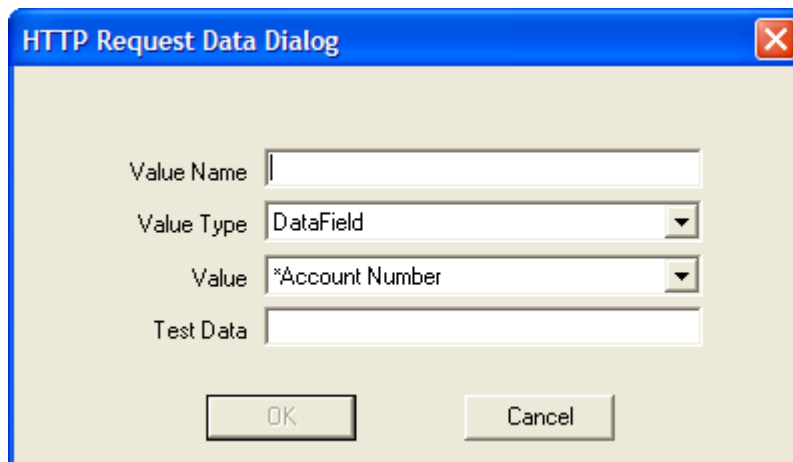 HTTP Request Data Dialog
Value Name
Value Type DataField
Value *Account Number
Test Data
OK Cancel